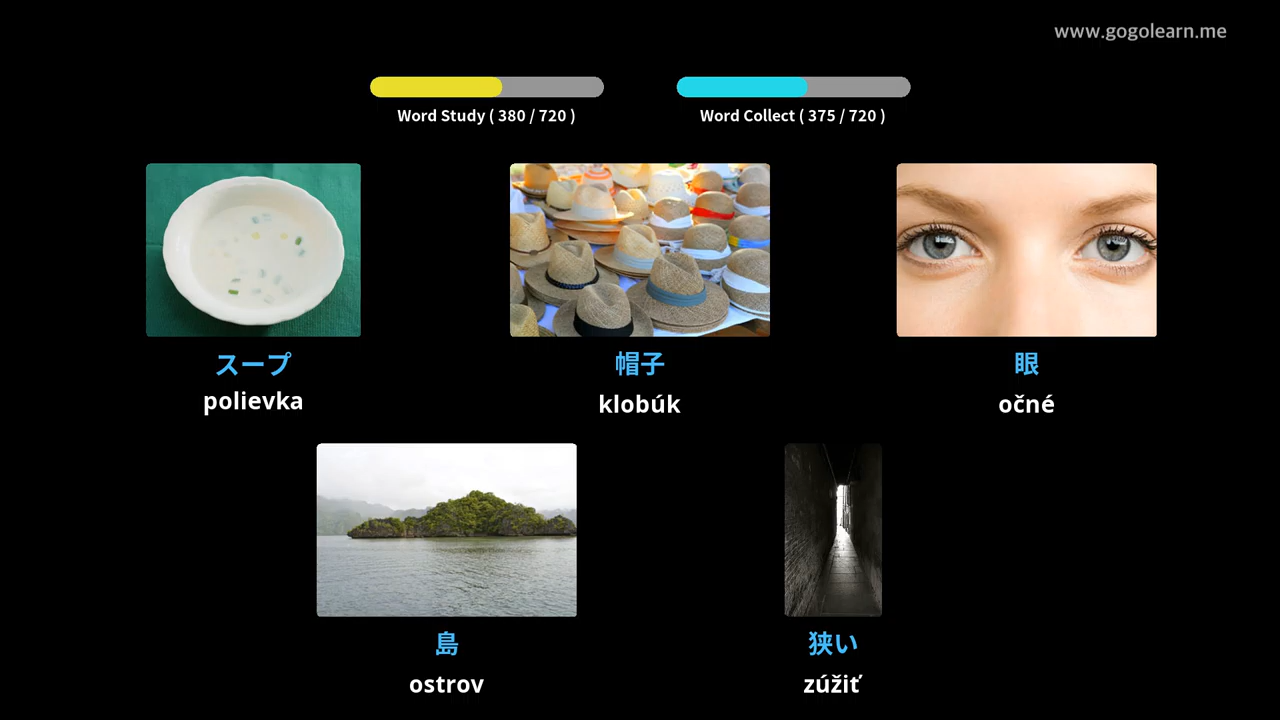 www.gogolearn.me
Word Study ( 380 / 720 )
Word Collect ( 375 / 720 )
スープ
polievka
帽子
klobúk
眼
očné
島
ostrov
狭い
zúžiť